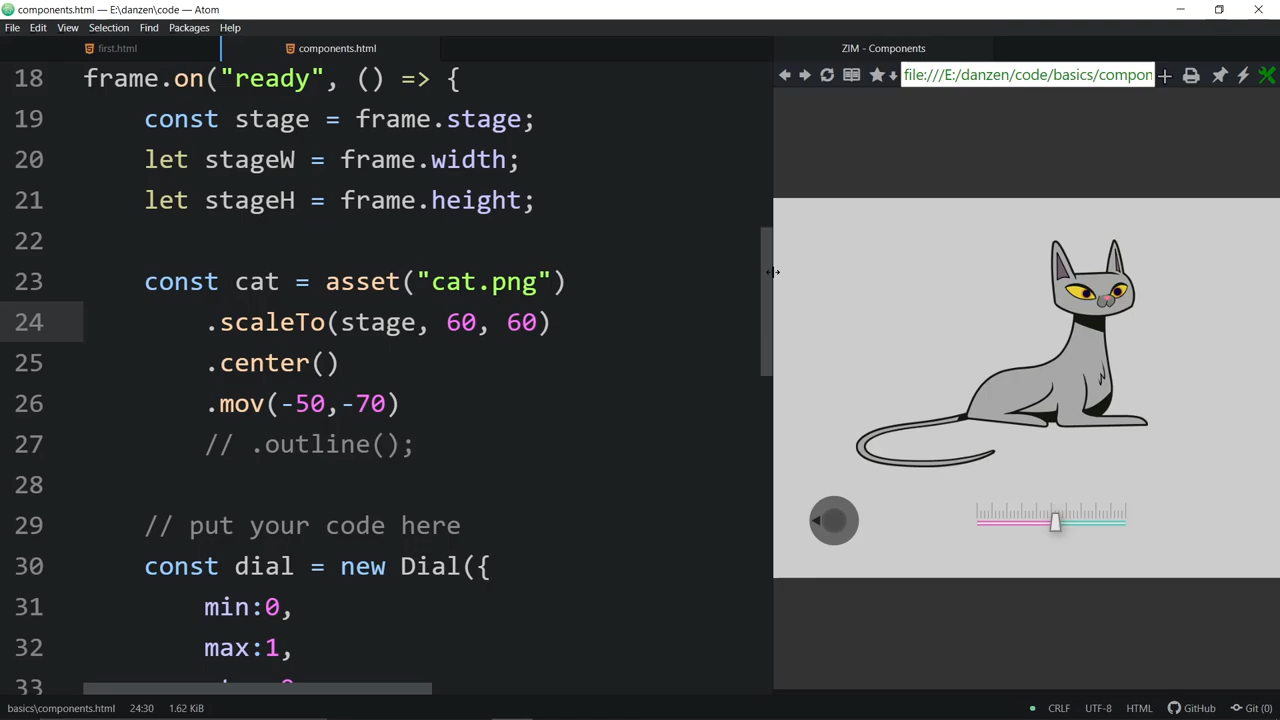 components.html — E:\danzen\code — Atom
File Edit View Selection Find Packages Help
first.html
components.html
ZIM - Components
file:///E:/danzen/code/basics/compon
18 frame.on("ready", () => {
19 const stage = frame.stage;
20 let stageW = frame.width;
21 let stageH = frame.height;
22
23 const cat = asset("cat.png")
24 .scaleTo(stage, 60, 60)
25 .center()
26 .mov(-50,-70)
27 // .outline();
28
29 // put your code here
30 const dial = new Dial({
31 min:0,
32 max:1,
33
basics\components.html 24:30 1.62 KiB CRLF UTF-8 HTML GitHub Git (0)